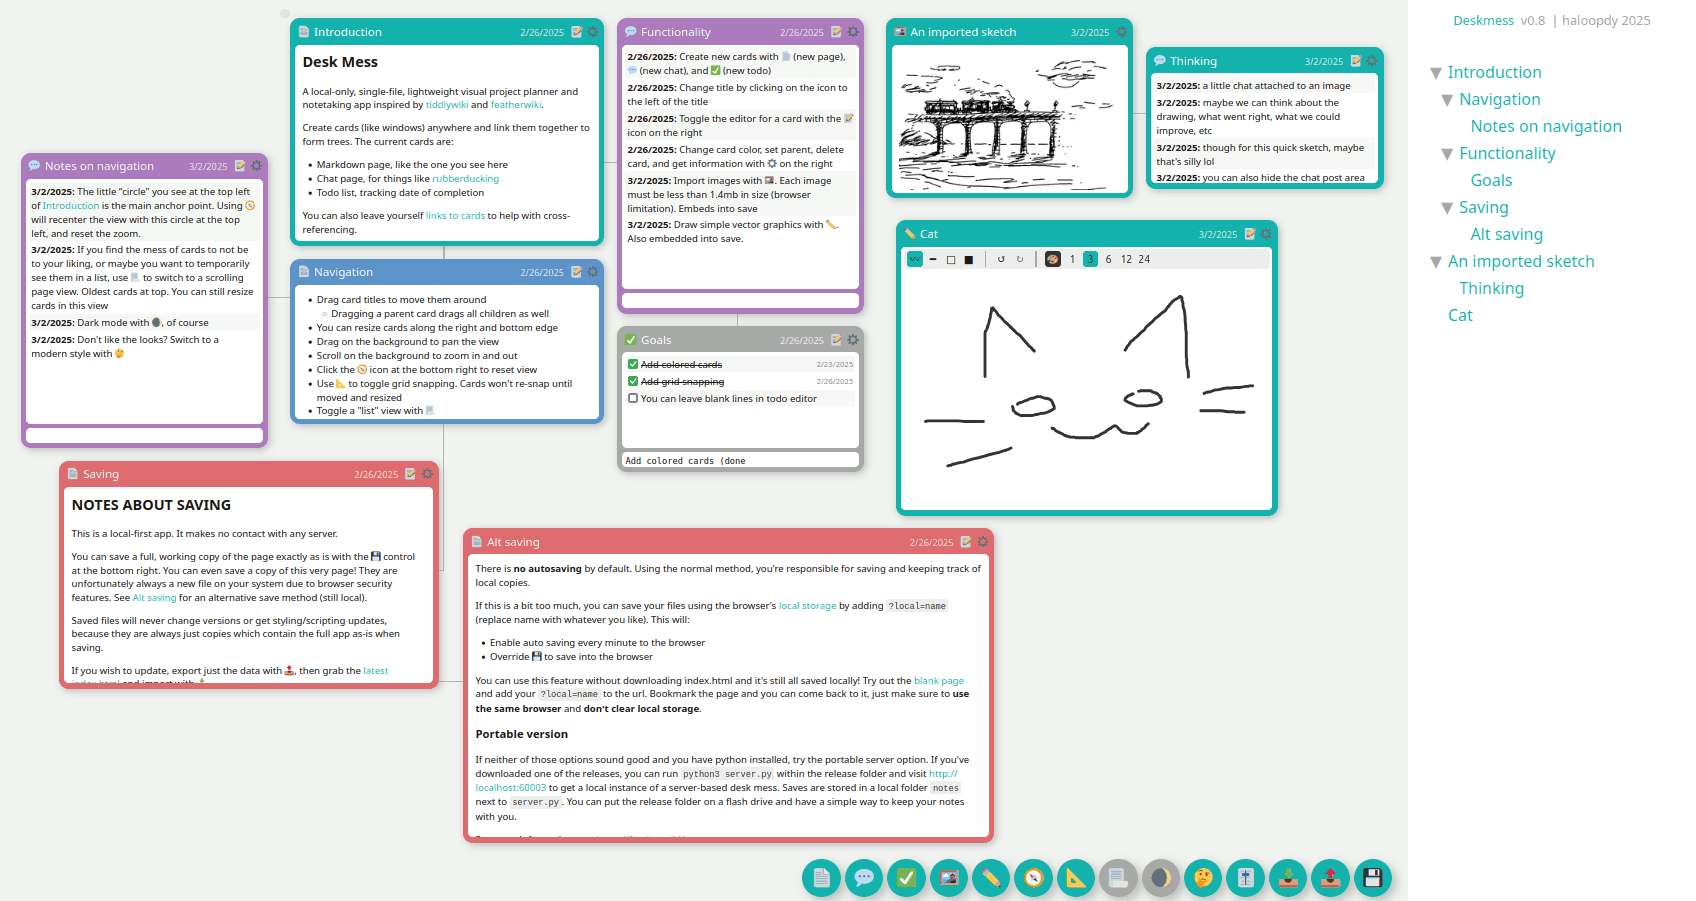 Introduction 2/26/2025
Desk Mess
A local-only, single-file, lightweight visual project planner and
notetaking app inspired by tiddlywiki and featherwiki.
Create cards (like windows) anywhere and link them together to
form trees. The current cards are:
• Markdown page, like the one you see here
• Chat page, for things like rubberducking
• Todo list, tracking date of completion
You can also leave yourself links to cards to help with cross-
referencing.
Functionality 2/26/2025
2/26/2025: Create new cards with (new page),
(new chat), and (new todo)
2/26/2025: Change title by clicking on the icon to
the left of the title
2/26/2025: Toggle the editor for a card with the
icon on the right
2/26/2025: Change card color, set parent, delete
card, and get information with on the right
3/2/2025: Import images with . Each image
must be less than 1.4mb in size (browser
limitation). Embeds into save
3/2/2025: Draw simple vector graphics with .
Also embedded into save.
An imported sketch 3/2/2025
Thinking 3/2/2025
3/2/2025: a little chat attached to an image
3/2/2025: maybe we can think about the
drawing, what went right, what we could
improve, etc
3/2/2025: though for this quick sketch, maybe
that's silly lol
3/2/2025: you can also hide the chat post area
Notes on navigation 3/2/2025
3/2/2025: The little "circle" you see at the top left
of Introduction is the main anchor point. Using
will recenter the view with this circle at the top
left, and reset the zoom.
3/2/2025: If you find the mess of cards to not be
to your liking, or maybe you want to temporarily
see them in a list, use to switch to a scrolling
page view. Oldest cards at top. You can still resize
cards in this view
3/2/2025: Dark mode with , of course
3/2/2025: Don't like the looks? Switch to a
modern style with
Navigation 2/26/2025
• Drag card titles to move them around
◦ Dragging a parent card drags all children as well
• You can resize cards along the right and bottom edge
• Drag on the background to pan the view
• Scroll on the background to zoom in and out
• Click the icon at the bottom right to reset view
• Use to toggle grid snapping. Cards won't re-snap until
moved and resized
• Toggle a "list" view with
Goals 2/26/2025
Add colored cards 2/23/2025
Add grid snapping 2/26/2025
You can leave blank lines in todo editor
Add colored cards (done
Cat 3/2/2025
1 3 6 12 24
Saving 2/26/2025
NOTES ABOUT SAVING
This is a local-first app. It makes no contact with any server.
You can save a full, working copy of the page exactly as is with the control
at the bottom right. You can even save a copy of this very page! They are
unfortunately always a new file on your system due to browser security
features. See Alt saving for an alternative save method (still local).
Saved files will never change versions or get styling/scripting updates,
because they are always just copies which contain the full app as-is when
saving.
If you wish to update, export just the data with , then grab the latest
index.html and import with
Alt saving 2/26/2025
There is no autosaving by default. Using the normal method, you're responsible for saving and keeping track of
local copies.
If this is a bit too much, you can save your files using the browser's local storage by adding ?local=name
(replace name with whatever you like). This will:
• Enable auto saving every minute to the browser
• Override to save into the browser
You can use this feature without downloading index.html and it's still all saved locally! Try out the blank page
and add your ?local=name to the url. Bookmark the page and you can come back to it, just make sure to use
the same browser and don't clear local storage.
Portable version
If neither of those options sound good and you have python installed, try the portable server option. If you've
downloaded one of the releases, you can run python3 server.py within the release folder and visit http://
localhost:60003 to get a local instance of a server-based desk mess. Saves are stored in a local folder notes
next to server.py . You can put the release folder on a flash drive and have a simple way to keep your notes
with you.
Deskmess v0.8 | haloopdy 2025
▼ Introduction
▼ Navigation
Notes on navigation
▼ Functionality
Goals
▼ Saving
Alt saving
▼ An imported sketch
Thinking
Cat